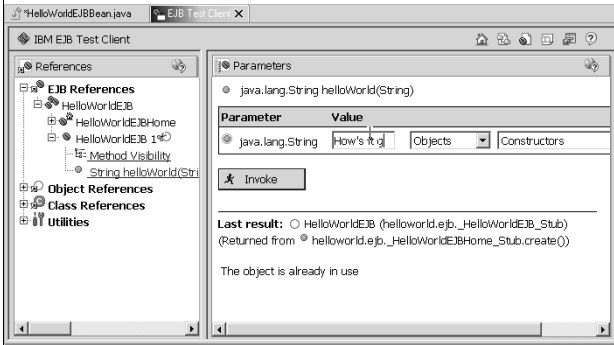 *HelloWorldEJBBean.java
EJB Test Client
IBM EJB Test Client
References
EJB References
HelloWorldEJB
HelloWorldEJBHome
HelloWorldEJB 1
Method Visibility
String helloWorld(Stri
Object References
Class References
Utilities
Parameters
java.lang.String helloWorld(String)
Parameter Value
java.lang.String How's Objects Constructors
Invoke
Last result: HelloWorldEJB (helloworld.ejb._HelloWorldEJB_Stub)
(Returned from helloworld.ejb._HelloWorldEJBHome_Stub.create())
The object is already in use